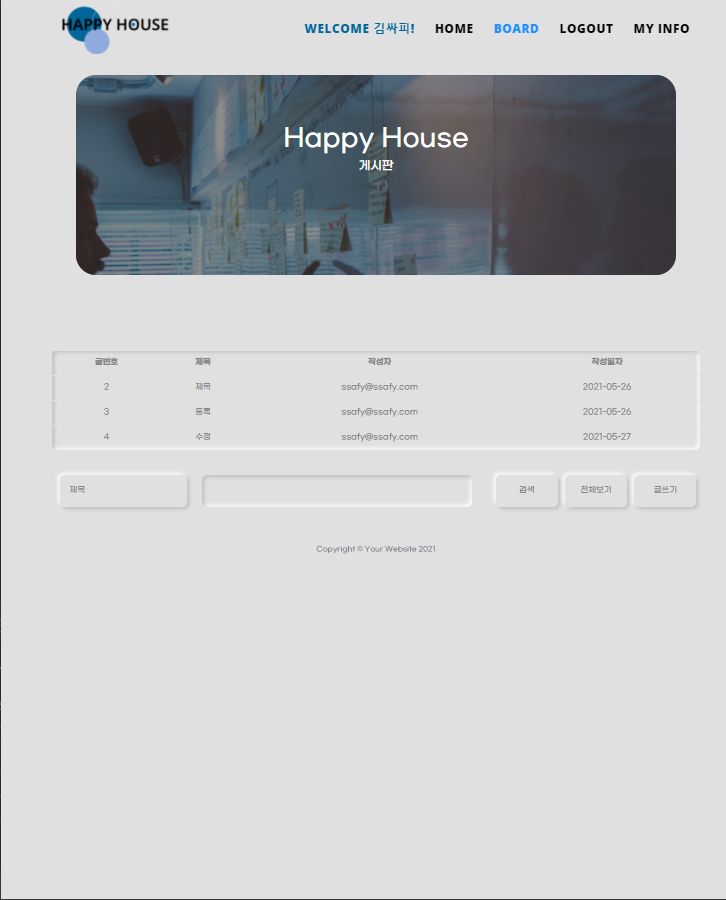 HAPPY HOUSE
WELCOME 김싸피! HOME BOARD LOGOUT MY INFO
Happy House
게시판
글번호 제목 작성자 작성일자
2 제목 ssafy@ssafy.com 2021-05-26
3 등록 ssafy@ssafy.com 2021-05-26
4 수정 ssafy@ssafy.com 2021-05-27
제목 검색 전체보기 글쓰기
Copyright © Your Website 2021